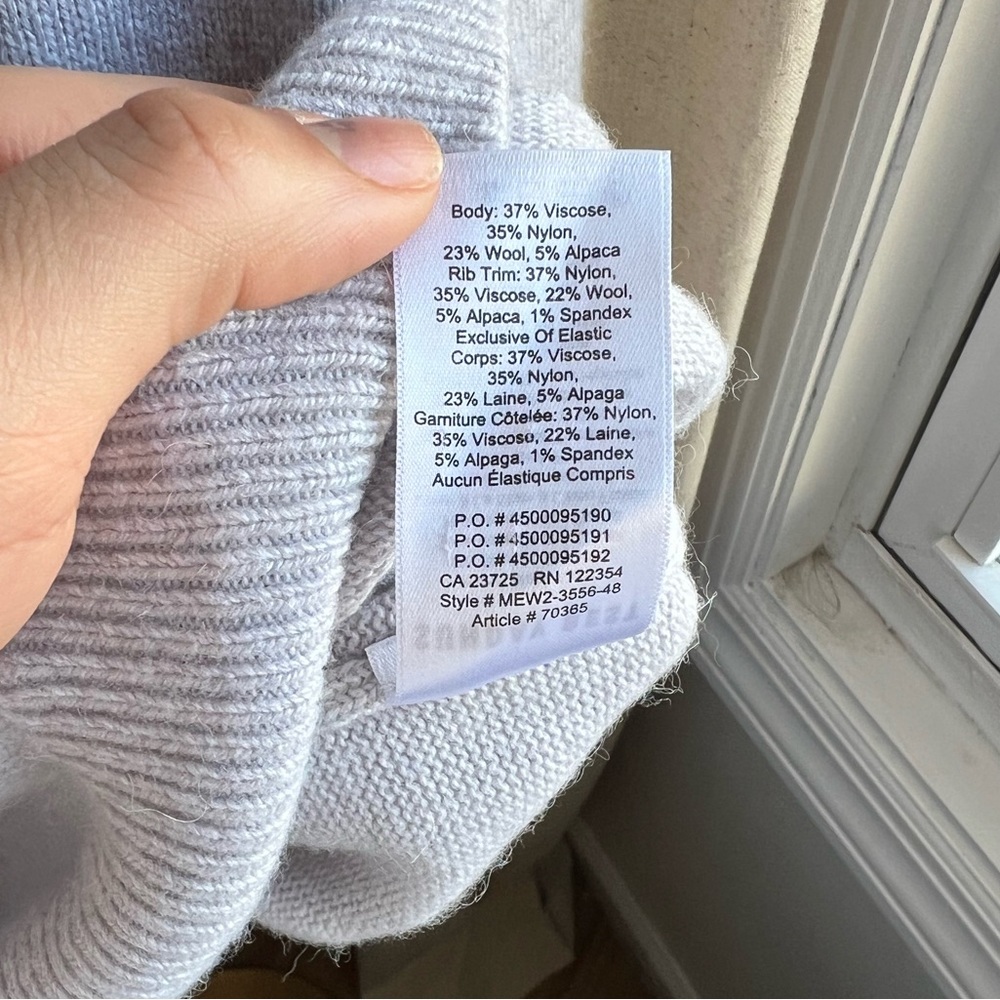 Body: 37% Viscose,
35% Nylon,
23% Wool, 5% Alpaca
Rib Trim: 37% Nylon,
35% Viscose, 22% Wool,
5% Alpaca, 1% Spandex
Exclusive Of Elastic
Corps: 37% Viscose,
35% Nylon,
23% Laine, 5% Alpaga
Garniture Côtelée: 37% Nylon,
35% Viscose, 22% Laine,
5% Alpaga, 1% Spandex
Aucun Élastique Compris
P.O. # 4500095190
P.O. # 4500095191
P.O. # 4500095192
CA 23725 RN 122354
Style # MEW2-3556-48
Article # 70365